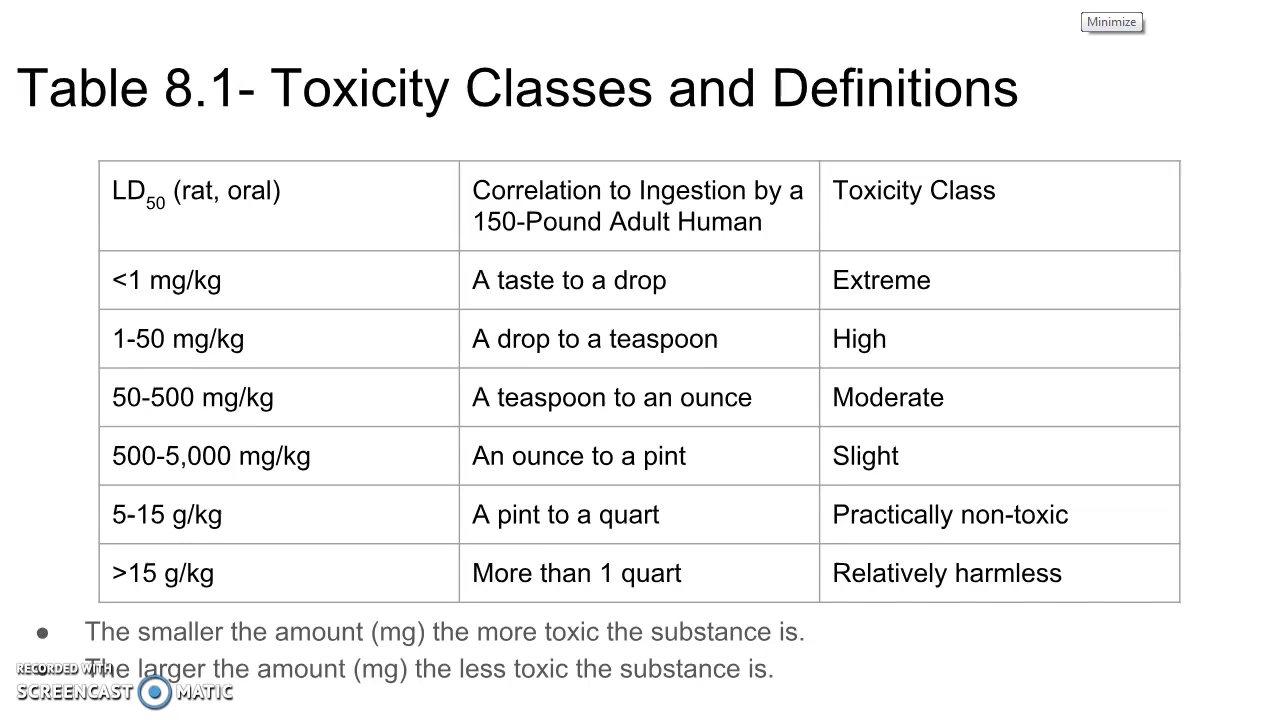 Minimize
Table 8.1- Toxicity Classes and Definitions
LD50 (rat, oral)
Correlation to Ingestion by a
150-Pound Adult Human
Toxicity Class
<1 mg/kg
A taste to a drop
Extreme
1-50 mg/kg
A drop to a teaspoon
High
50-500 mg/kg
A teaspoon to an ounce
Moderate
500-5,000 mg/kg
An ounce to a pint
Slight
5-15 g/kg
A pint to a quart
Practically non-toxic
>15 g/kg
More than 1 quart
Relatively harmless
● The smaller the amount (mg) the more toxic the substance is.
● The larger the amount (mg) the less toxic the substance is.
RECORDED WITH
SCREENCAST MATIC